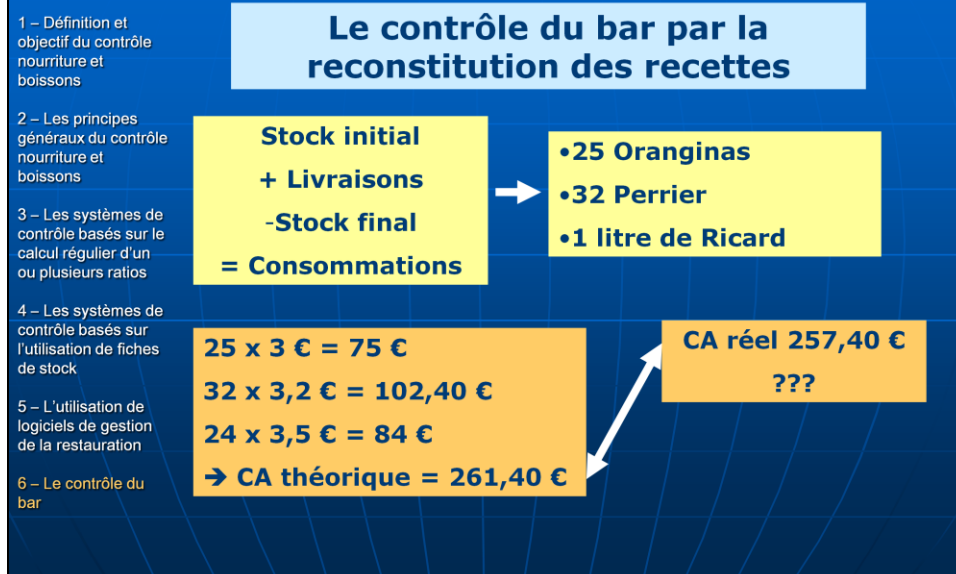 1 – Définition et
objectif du contrôle
nourriture et
boissons
2 – Les principes
généraux du contrôle
nourriture et
boissons
3 – Les systèmes de
contrôle basés sur le
calcul régulier d’un
ou plusieurs ratios
4 – Les systèmes de
contrôle basés sur
l’utilisation de fiches
de stock
5 – L’utilisation de
logiciels de gestion
de la restauration
6 – Le contrôle du
bar
Le contrôle du bar par la
reconstitution des recettes
Stock initial
+ Livraisons
-Stock final
= Consommations
•25 Oranginas
•32 Perrier
•1 litre de Ricard
25 x 3 € = 75 €
32 x 3,2 € = 102,40 €
24 x 3,5 € = 84 €
➔ CA théorique = 261,40 €
CA réel 257,40 €
???